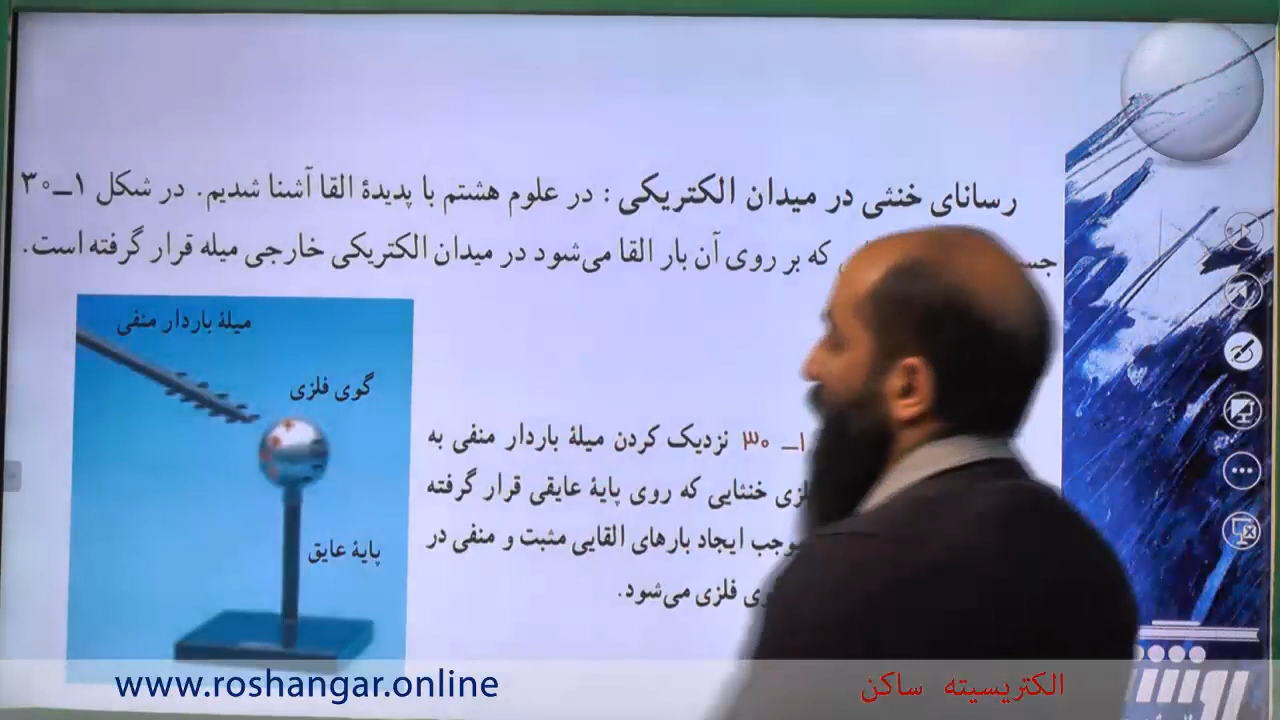 رسانای خنثی در میدان الکتریکی : در علوم هشتم با پدیدهٔ القا آشنا شدیم. در شکل ۱ــ۳۰
که بر روی آن بار القا می‌شود در میدان الکتریکی خارجی میله قرار گرفته است.
میلهٔ باردار منفی
گوی فلزی
پایهٔ عایق
۱ــ ۳۰ نزدیک کردن میلهٔ باردار منفی به
خنثایی که روی پایهٔ عایقی قرار گرفته
ایجاد بارهای القایی مثبت و منفی در
فلزی می‌شود.
www.roshangar.online
الکتریسیته ساکن